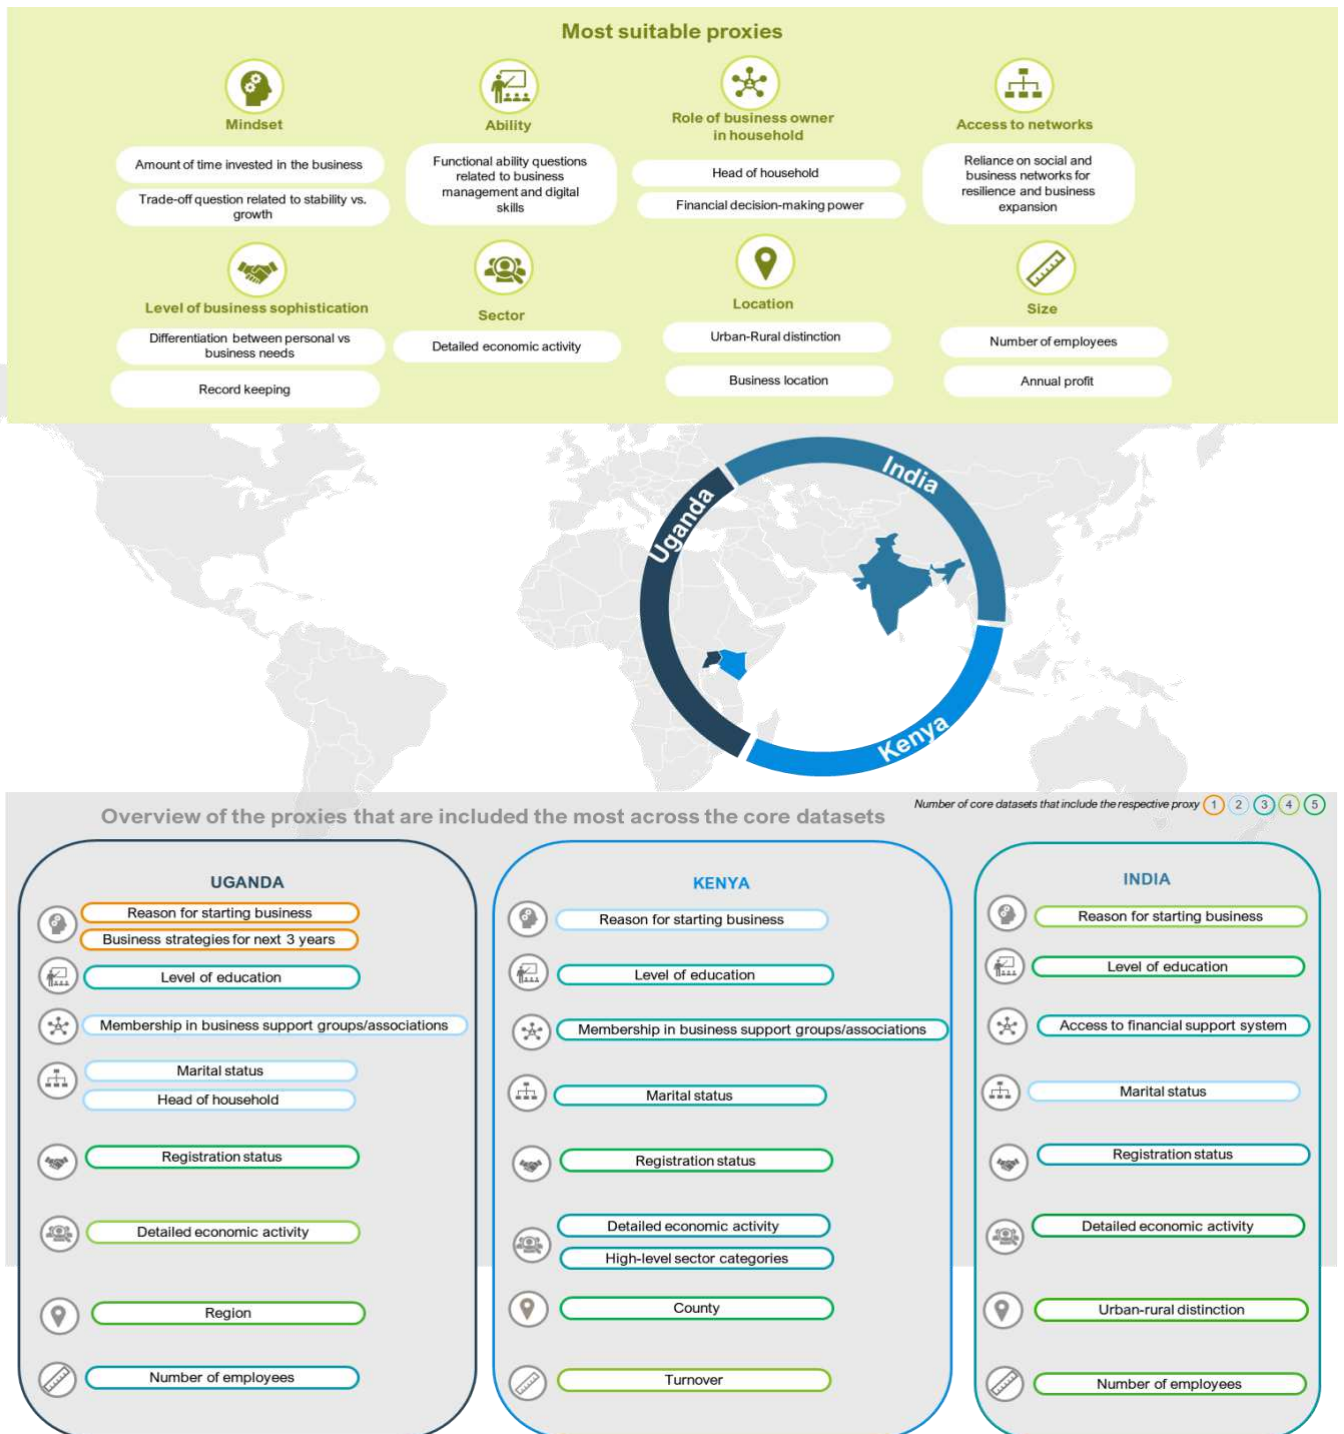 Most suitable proxies
Mindset
Amount of time invested in the business
Trade-off question related to stability vs.
growth
Ability
Functional ability questions
related to business
management and digital
skills
Role of business owner
in household
Head of household
Financial decision-making power
Access to networks
Reliance on social and
business networks for
resilience and business
expansion
Level of business sophistication
Differentiation between personal vs
business needs
Record keeping
Sector
Detailed economic activity
Location
Urban-Rural distinction
Business location
Size
Number of employees
Annual profit
Uganda
India
Kenya
Overview of the proxies that are included the most across the core datasets
Number of core datasets that include the respective proxy 1 2 3 4 5
UGANDA
Reason for starting business
Business strategies for next 3 years
Level of education
Membership in business support groups/associations
Marital status
Head of household
Registration status
Detailed economic activity
Region
Number of employees
KENYA
Reason for starting business
Level of education
Membership in business support groups/associations
Marital status
Registration status
Detailed economic activity
High-level sector categories
County
Turnover
INDIA
Reason for starting business
Level of education
Access to financial support system
Marital status
Registration status
Detailed economic activity
Urban-rural distinction
Number of employees